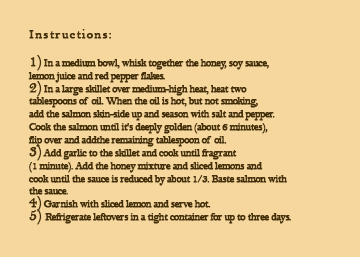 Instructions:
1) In a medium bowl, whisk together the honey, soy sauce,
lemon juice and red pepper flakes.
2) In a large skillet over medium-high heat, heat two
tablespoons of oil. When the oil is hot, but not smoking,
add the salmon skin-side up and season with salt and pepper.
Cook the salmon until it's deeply golden (about 6 minutes),
flip over and addthe remaining tablespoon of oil.
3) Add garlic to the skillet and cook until fragrant
(1 minute). Add the honey mixture and sliced lemons and
cook until the sauce is reduced by about 1/3. Baste salmon with
the sauce.
4) Garnish with sliced lemon and serve hot.
5) Refrigerate leftovers in a tight container for up to three days.